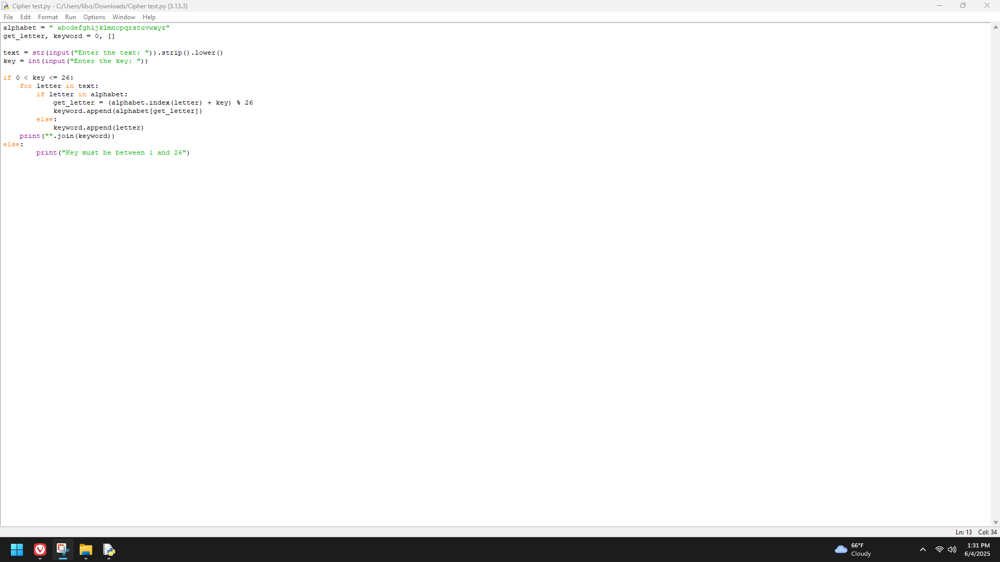 Cipher test.py - C:/Users/lilso/Downloads/Cipher test.py (3.13.3)
File Edit Format Run Options Window Help
alphabet = " abcdefghijklmnopqrstuvwxyz"
get_letter, keyword = 0, []
text = str(input("Enter the text: ")).strip().lower()
key = int(input("Enter the key: "))
if 0 < key <= 26:
    for letter in text:
        if letter in alphabet:
            get_letter = (alphabet.index(letter) + key) % 26
            keyword.append(alphabet[get_letter])
        else:
            keyword.append(letter)
    print("".join(keyword))
else:
        print("Key must be between 1 and 26")
Ln: 13 Col: 34
66°F
Cloudy
1:31 PM
6/4/2025